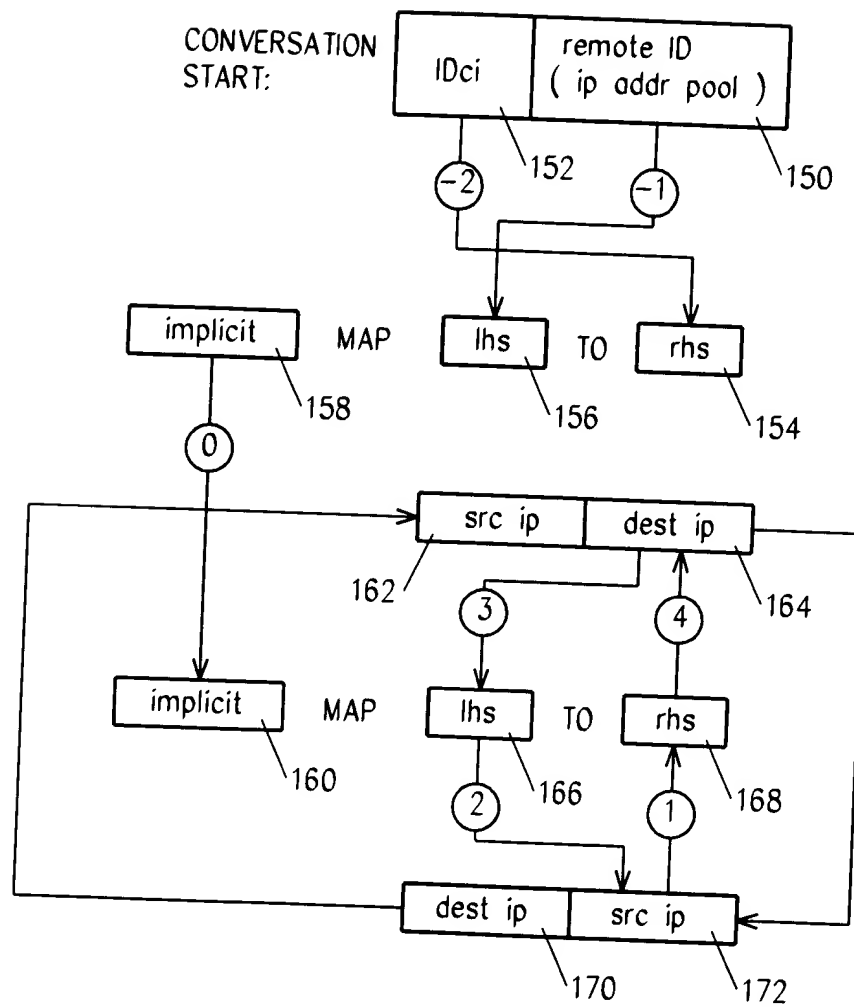 CONVERSATION
START:
IDci
remote ID
( ip addr pool )
152
150
-2
-1
implicit
MAP
lhs
TO
rhs
158
156
154
0
src ip
dest ip
162
164
3
4
implicit
MAP
lhs
TO
rhs
160
166
168
2
1
dest ip
src ip
170
172